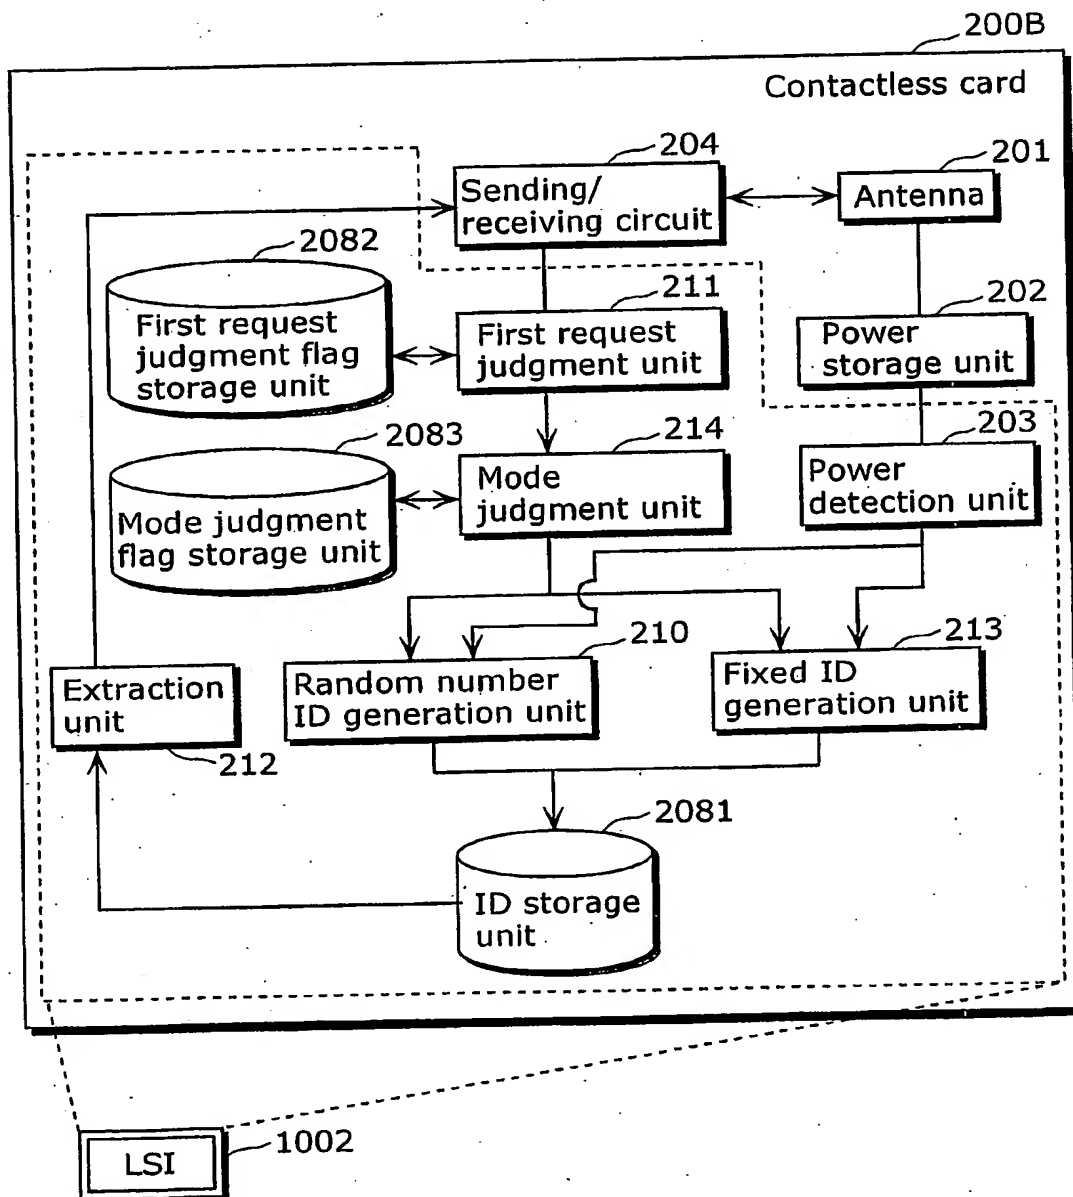 200B
Contactless card
204
201
Sending/
receiving circuit
Antenna
2082
211
202
First request
judgment flag
storage unit
First request
judgment unit
Power
storage unit
2083
214
203
Mode judgment
flag storage unit
Mode
judgment unit
Power
detection unit
210
213
Extraction
unit
Random number
ID generation unit
Fixed ID
generation unit
212
2081
ID storage
unit
1002
LSI